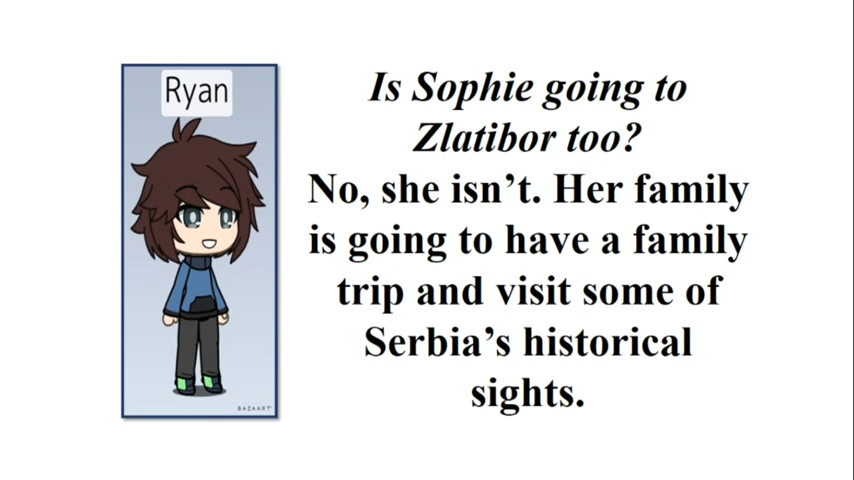 Ryan
BAZAART
Is Sophie going to
Zlatibor too?
No, she isn’t. Her family
is going to have a family
trip and visit some of
Serbia’s historical
sights.